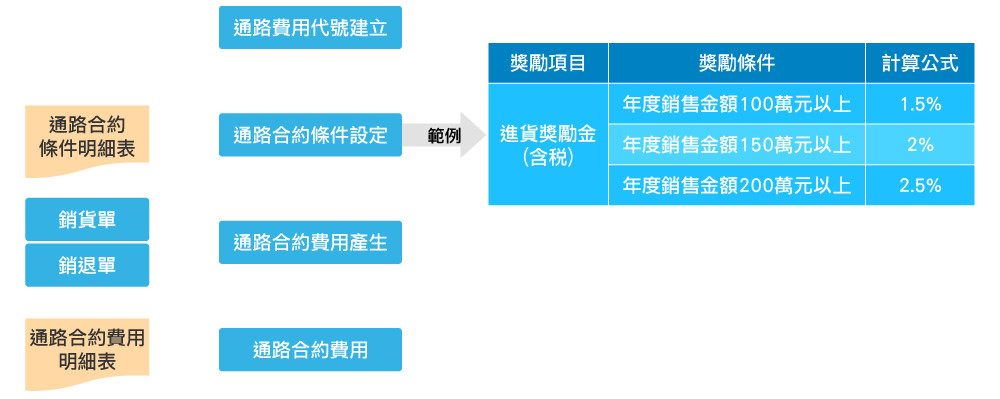 通路費用代號建立
通路合約
條件明細表
通路合約條件設定
範例
獎勵項目
獎勵條件
計算公式
進貨獎勵金
(含税)
年度銷售金額100萬元以上
1.5%
年度銷售金額150萬元以上
2%
年度銷售金額200萬元以上
2.5%
銷貨單
銷退單
通路合約費用產生
通路合約費用
明細表
通路合約費用